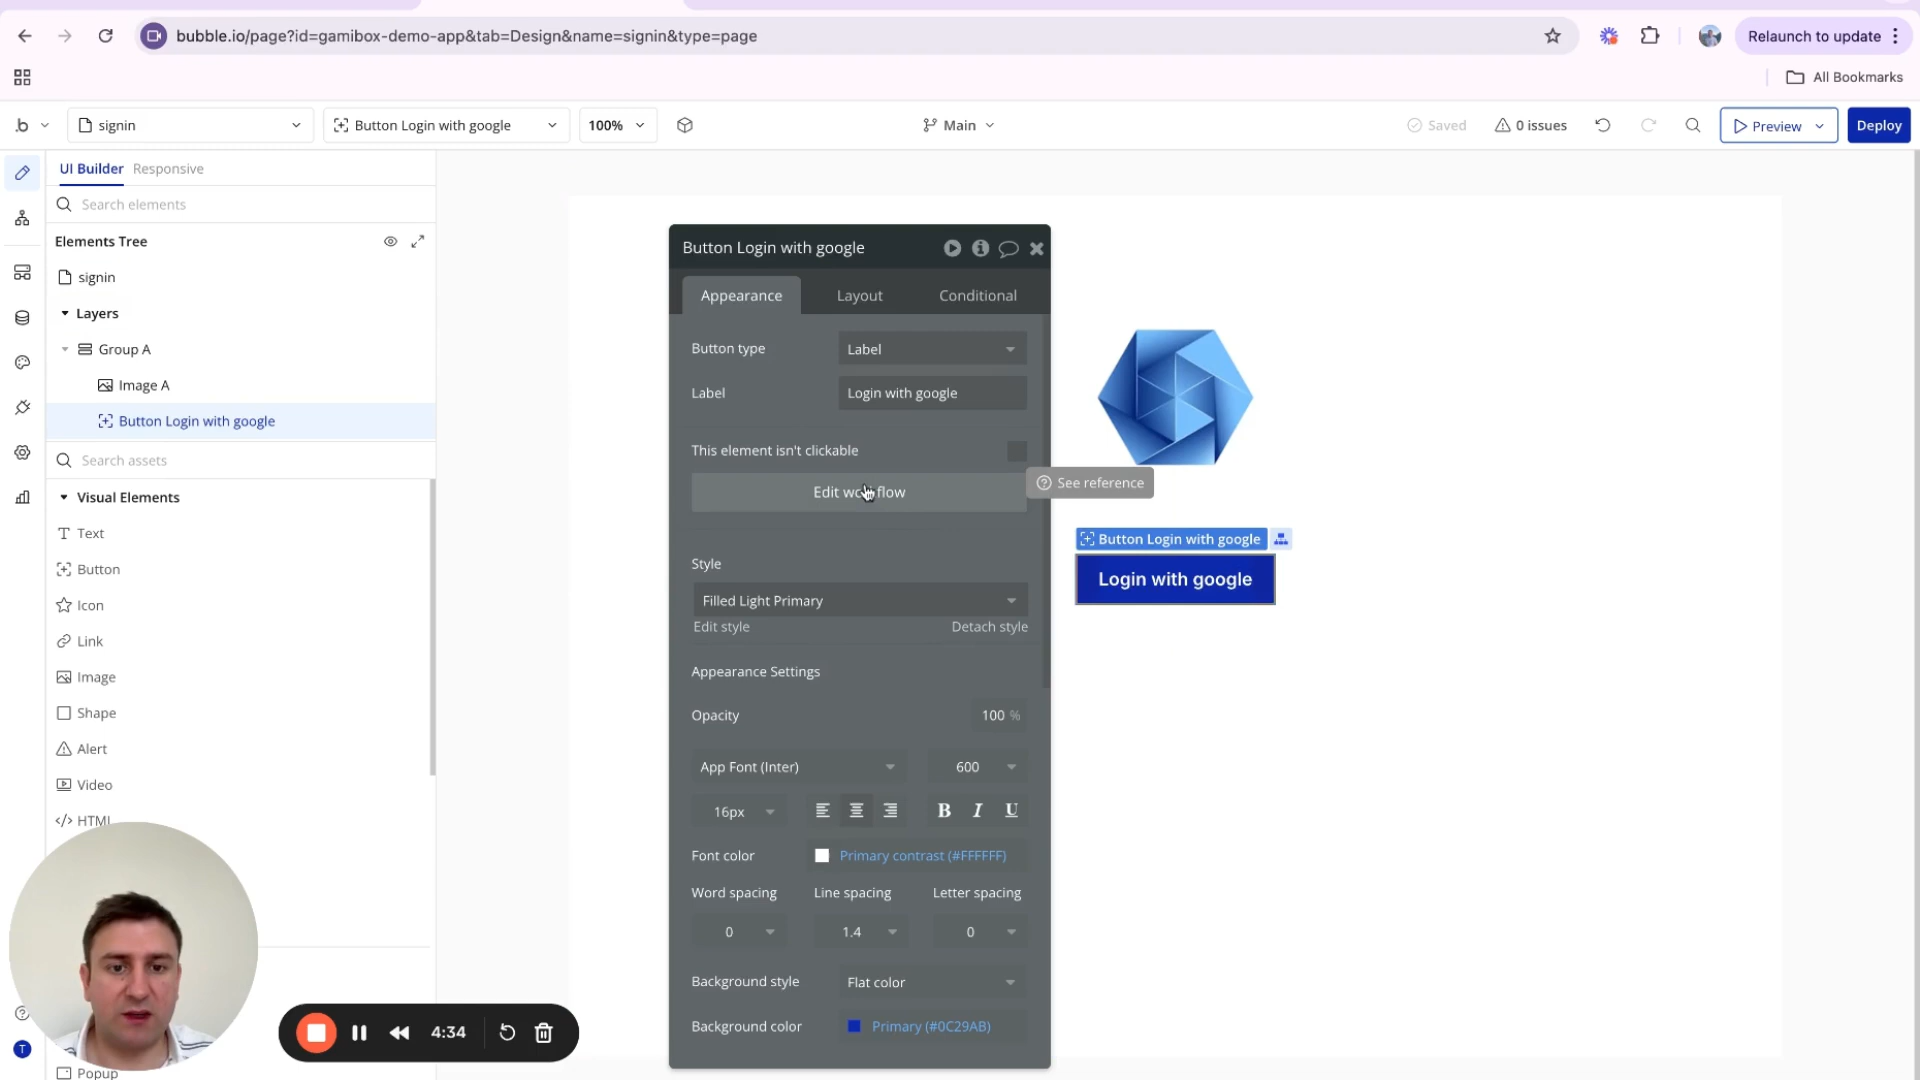 bubble.io/page?id=gamibox-demo-app&tab=Design&name=signin&type=page
Relaunch to update
All Bookmarks
.b
signin
Button Login with google
100%
Main
Saved
0 issues
Preview
Deploy
UI Builder
Responsive
Search elements
Elements Tree
signin
Layers
Group A
Image A
Button Login with google
Search assets
Visual Elements
Text
Button
Icon
Link
Image
Shape
Alert
Video
</> HTML
Popup
T
4:34
Button Login with google
Appearance
Layout
Conditional
Button type
Label
Label
Login with google
This element isn't clickable
Edit workflow
See reference
Style
Filled Light Primary
Edit style
Detach style
Appearance Settings
Opacity
100 %
App Font (Inter)
600
16px
B I U
Font color
Primary contrast (#FFFFFF)
Word spacing
Line spacing
Letter spacing
0
1.4
0
Background style
Flat color
Background color
Primary (#0C29AB)
Button Login with google
Login with google